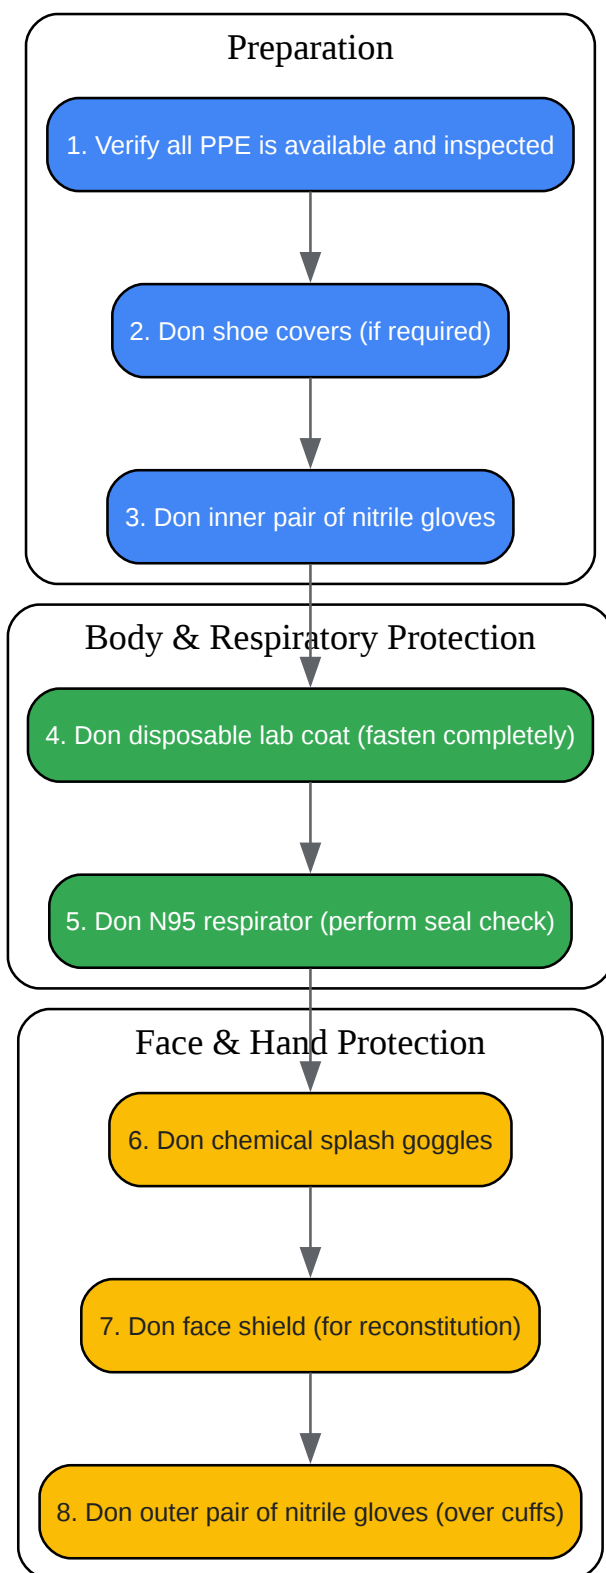 Preparation
1. Verify all PPE is available and inspected
2. Don shoe covers (if required)
3. Don inner pair of nitrile gloves
Body & Respiratory Protection
4. Don disposable lab coat (fasten completely)
5. Don N95 respirator (perform seal check)
Face & Hand Protection
6. Don chemical splash goggles
7. Don face shield (for reconstitution)
8. Don outer pair of nitrile gloves (over cuffs)